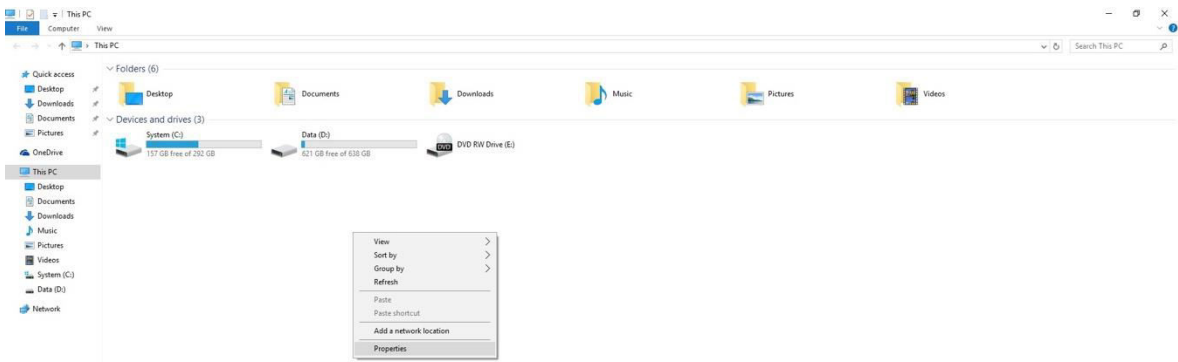 This PC
File Computer View
This PC
Search This PC
Quick access
Desktop
Downloads
Documents
Pictures
OneDrive
This PC
Desktop
Documents
Downloads
Music
Pictures
Videos
System (C:)
Data (D:)
Network
Folders (6)
Desktop Documents Downloads Music Pictures Videos
Devices and drives (3)
System (C:)
157 GB free of 292 GB
Data (D:)
621 GB free of 638 GB
DVD
DVD RW Drive (E:)
View
Sort by
Group by
Refresh
Paste
Paste shortcut
Add a network location
Properties